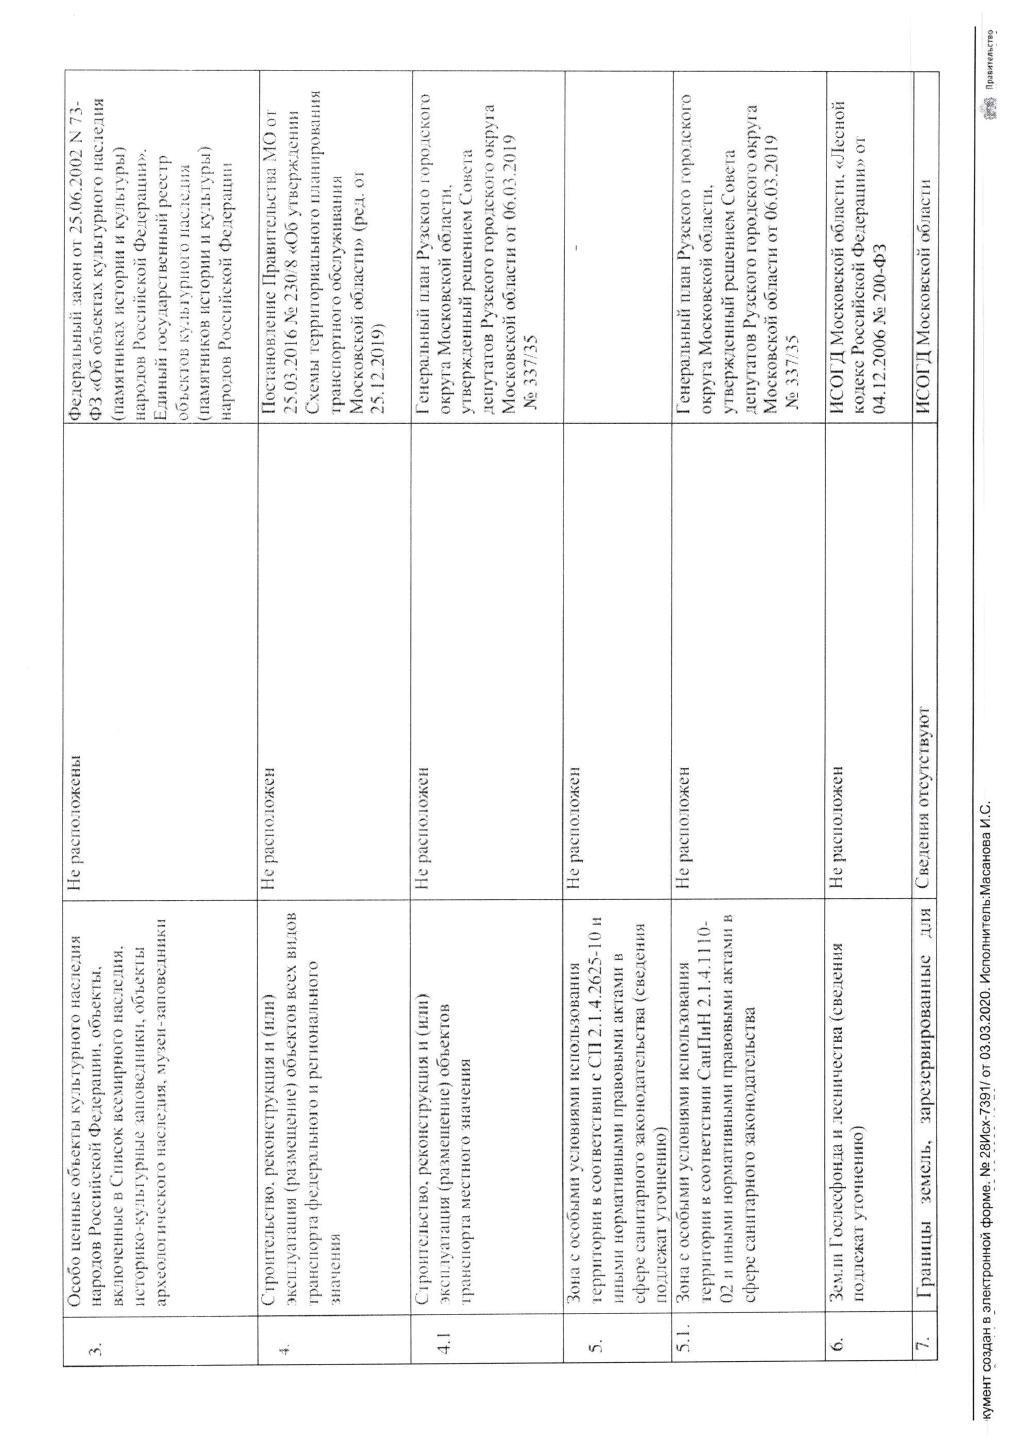 3.
Особо ценные объекты культурного наследия
народов Российской Федерации, объекты,
включенные в Список всемирного наследия,
историко-культурные заповедники, объекты
археологического наследия, музеи-заповедники
Не расположены
Федеральный закон от 25.06.2002 N 73-
ФЗ «Об объектах культурного наследия
(памятниках истории и культуры)
народов Российской Федерации».
Единый государственный реестр
объектов культурного наследия
(памятников истории и культуры)
народов Российской Федерации
4.
Строительство, реконструкция и (или)
эксплуатация (размещение) объектов всех видов
транспорта федерального и регионального
значения
Не расположен
Постановление Правительства МО от
25.03.2016 № 230/8 «Об утверждении
Схемы территориального планирования
транспортного обслуживания
Московской области» (ред. от
25.12.2019)
4.1
Строительство, реконструкция и (или)
эксплуатация (размещение) объектов
транспорта местного значения
Не расположен
Генеральный план Рузского городского
округа Московской области,
утвержденный решением Совета
депутатов Рузского городского округа
Московской области от 06.03.2019
№ 337/35
5.
Зона с особыми условиями использования
территории в соответствии с СП 2.1.4.2625-10 и
иными нормативными правовыми актами в
сфере санитарного законодательства (сведения
подлежат уточнению)
Не расположен
-
5.1.
Зона с особыми условиями использования
территории в соответствии СанПиН 2.1.4.1110-
02 и иными нормативными правовыми актами в
сфере санитарного законодательства
Не расположен
Генеральный план Рузского городского
округа Московской области,
утвержденный решением Совета
депутатов Рузского городского округа
Московской области от 06.03.2019
№ 337/35
6.
Земли Гослесфонда и лесничества (сведения
подлежат уточнению)
Не расположен
ИСОГД Московской области, «Лесной
кодекс Российской Федерации» от
04.12.2006 № 200-ФЗ
7.
Границы земель, зарезервированные для
Сведения отсутствуют
ИСОГД Московской области
кумент создан в электронной форме. № 28Исх-7391/ от 03.03.2020. Исполнитель:Масанова И.С.
Правительство